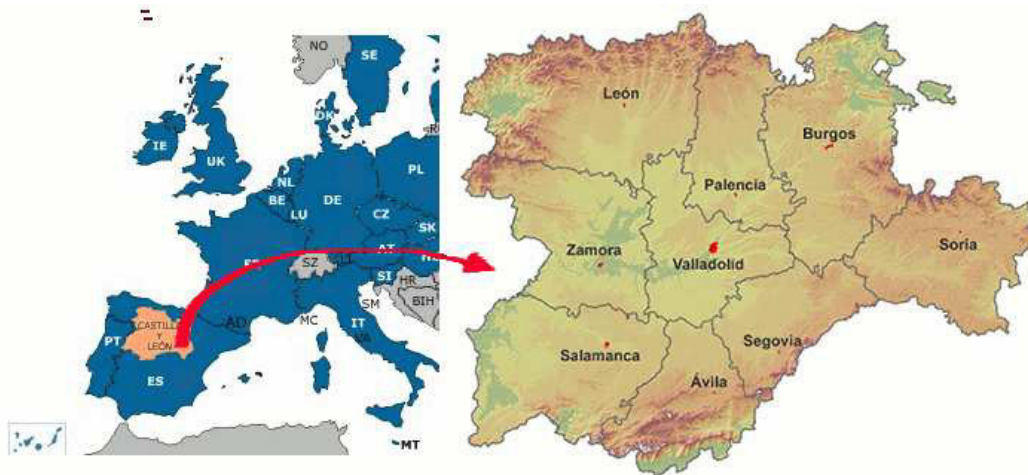 NO
SE
DK
IE
UK
NL
PL
BE
DE
LU
CZ
SK
AT
SZ
SI
HR
BIH
SM
MC
AD
IT
CASTILLA
Y
LEÓN
PT
ES
MT
León
Burgos
Palencia
Soria
Zamora
Valladolid
Segovia
Salamanca
Ávila